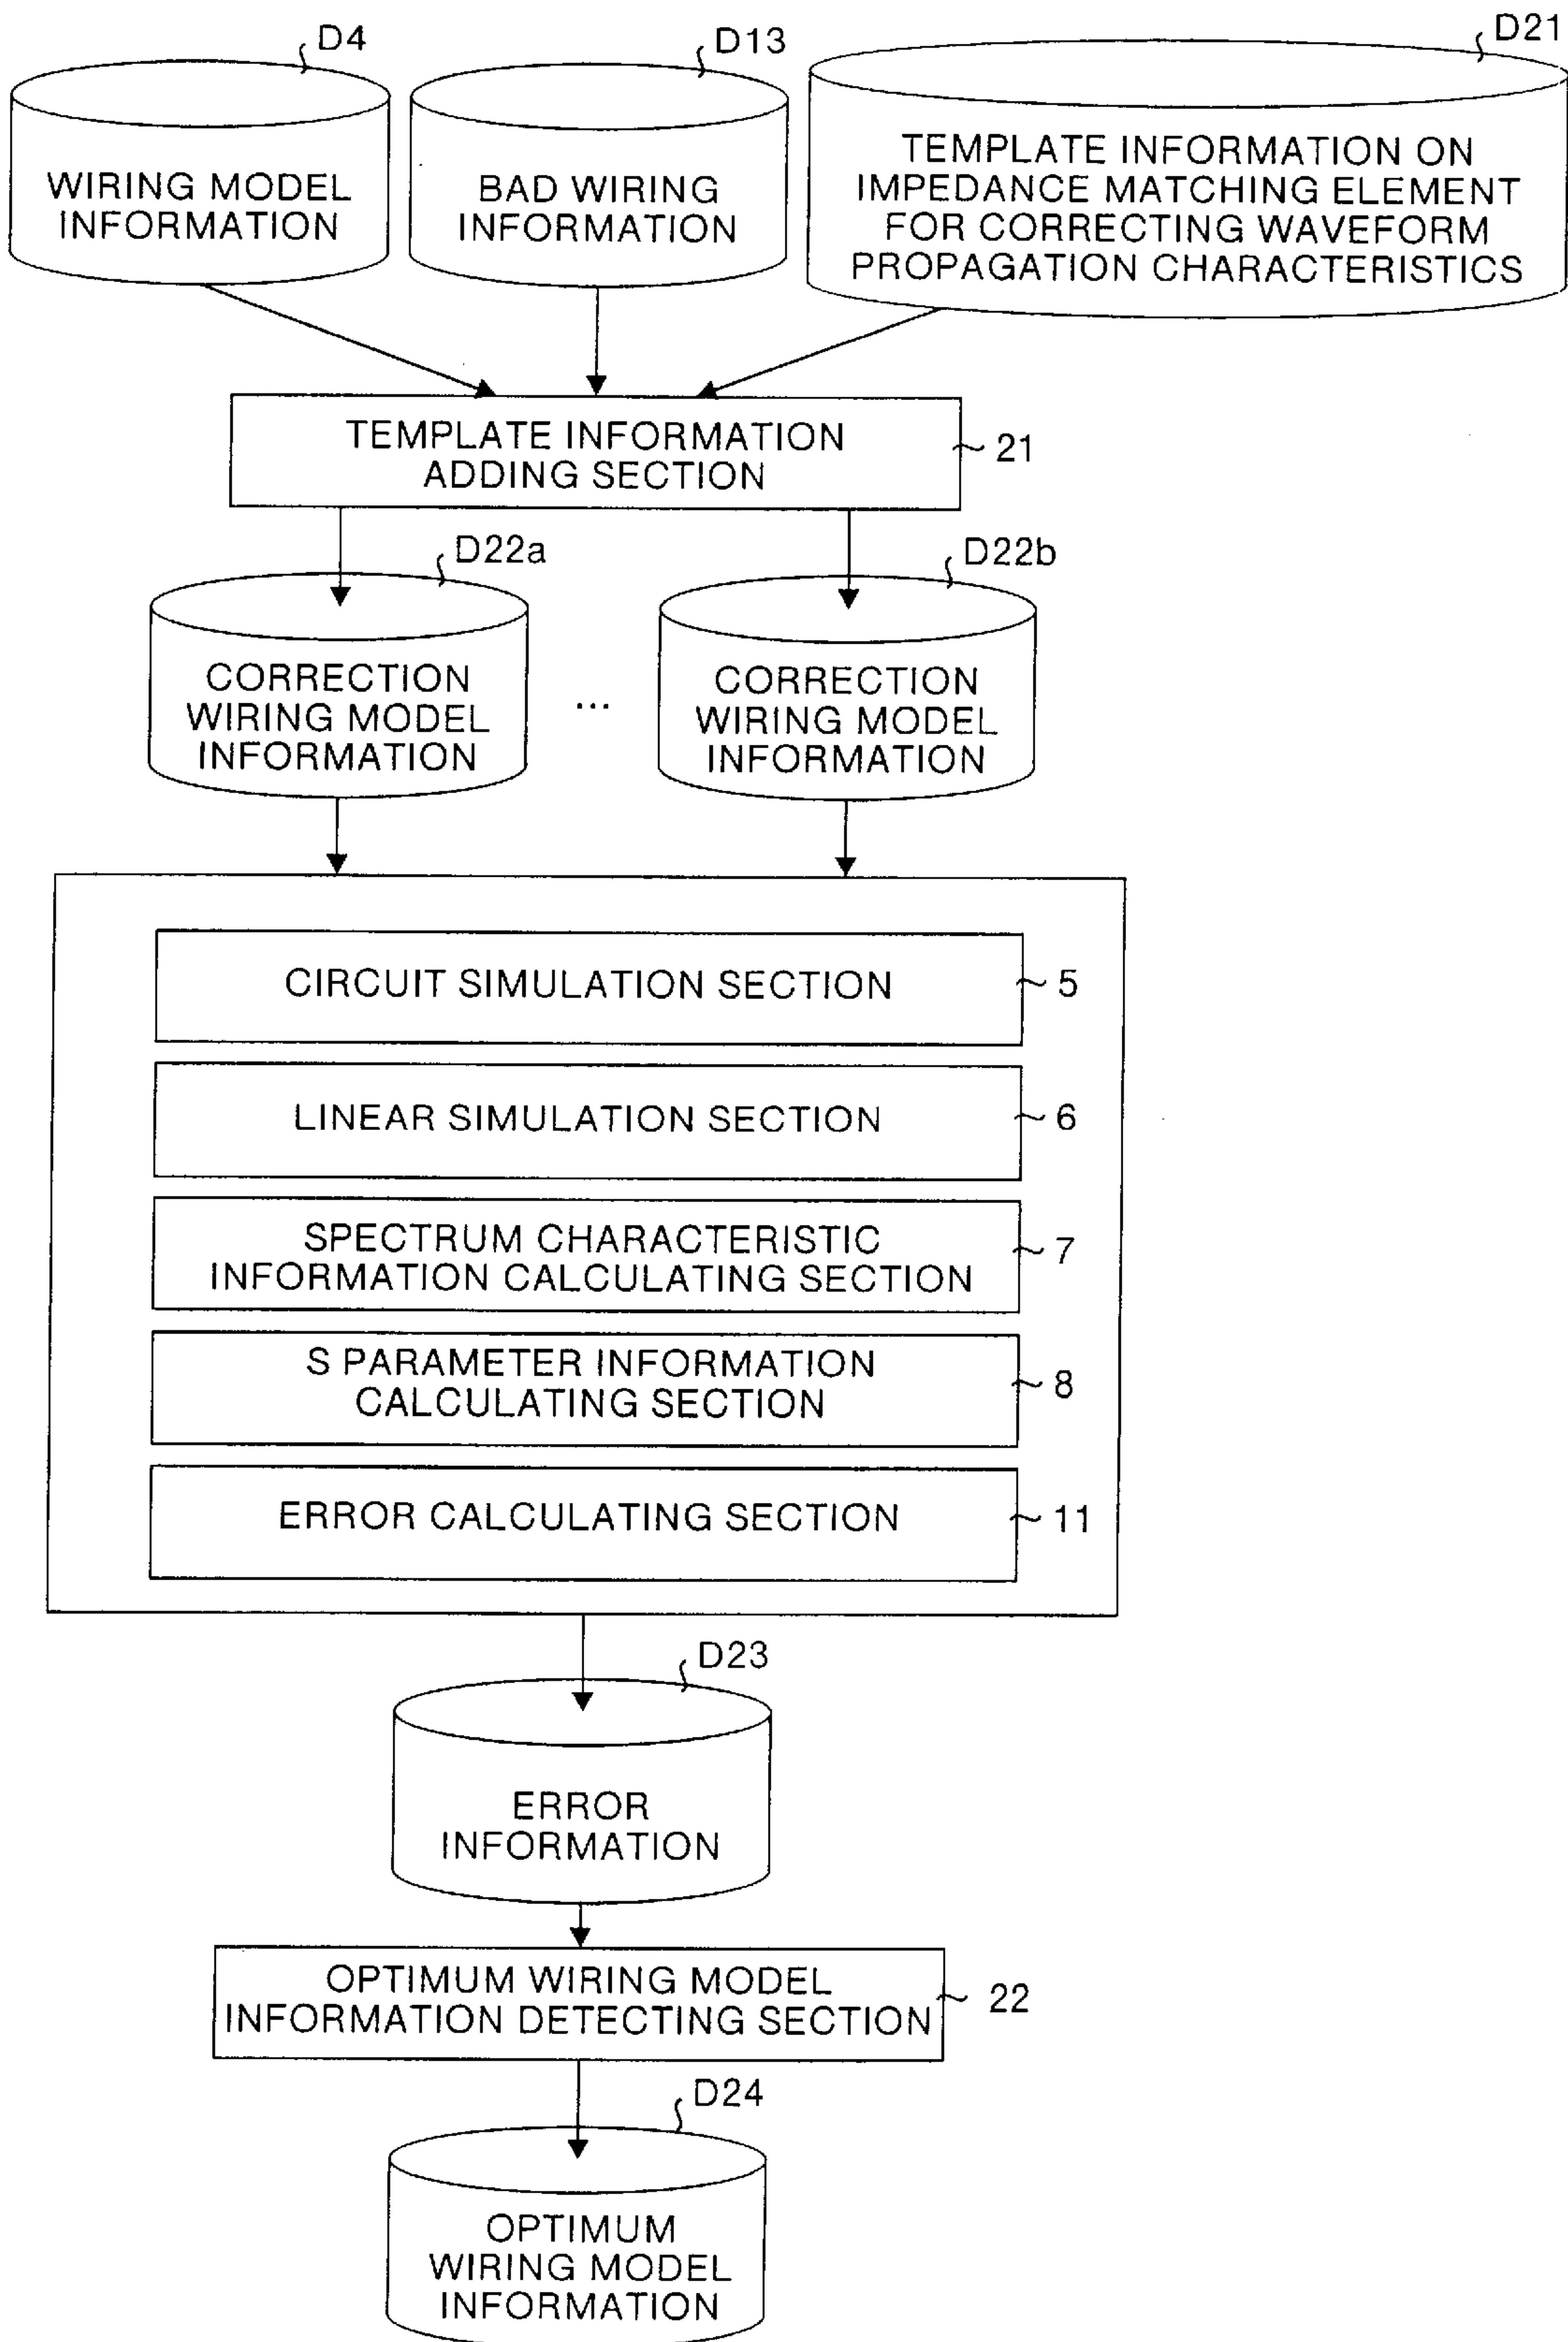 D4
D13
D21
WIRING MODEL
INFORMATION
BAD WIRING
INFORMATION
TEMPLATE INFORMATION ON
IMPEDANCE MATCHING ELEMENT
FOR CORRECTING WAVEFORM
PROPAGATION CHARACTERISTICS
TEMPLATE INFORMATION
ADDING SECTION
21
D22a
D22b
CORRECTION
WIRING MODEL
INFORMATION
...
CORRECTION
WIRING MODEL
INFORMATION
CIRCUIT SIMULATION SECTION
5
LINEAR SIMULATION SECTION
6
SPECTRUM CHARACTERISTIC
INFORMATION CALCULATING SECTION
7
S PARAMETER INFORMATION
CALCULATING SECTION
8
ERROR CALCULATING SECTION
11
D23
ERROR
INFORMATION
OPTIMUM WIRING MODEL
INFORMATION DETECTING SECTION
22
D24
OPTIMUM
WIRING MODEL
INFORMATION